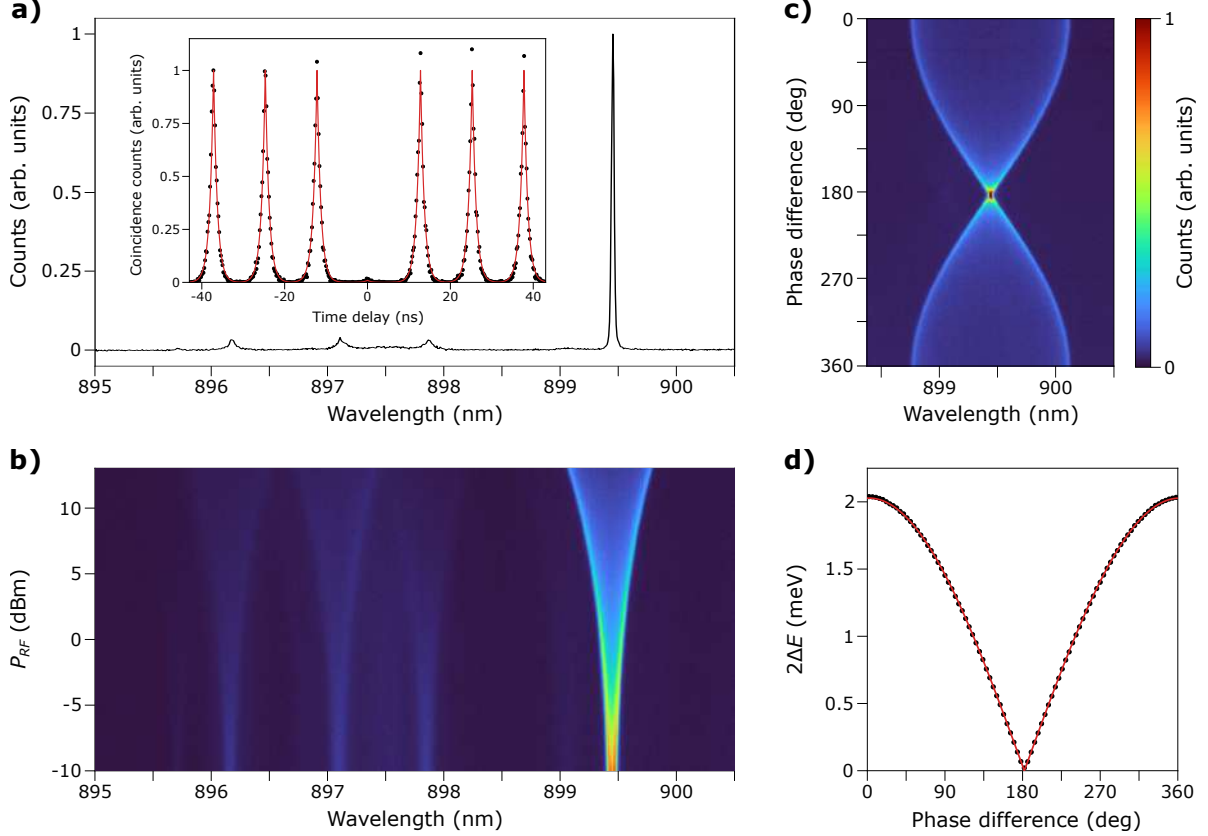 a)
Counts (arb. units)
1
0.75
0.5
0.25
0
895 896 897 898 899 900
Wavelength (nm)
Coincidence counts (arb. units)
1
0.75
0.5
0.25
0
-40 -20 0 20 40
Time delay (ns)
b)
P_RF (dBm)
10
5
0
-5
-10
895 896 897 898 899 900
Wavelength (nm)
c)
Phase difference (deg)
0
90
180
270
360
899 900
Wavelength (nm)
1
0
Counts (arb. units)
d)
2ΔE (meV)
2
1.5
1
0.5
0
0 90 180 270 360
Phase difference (deg)